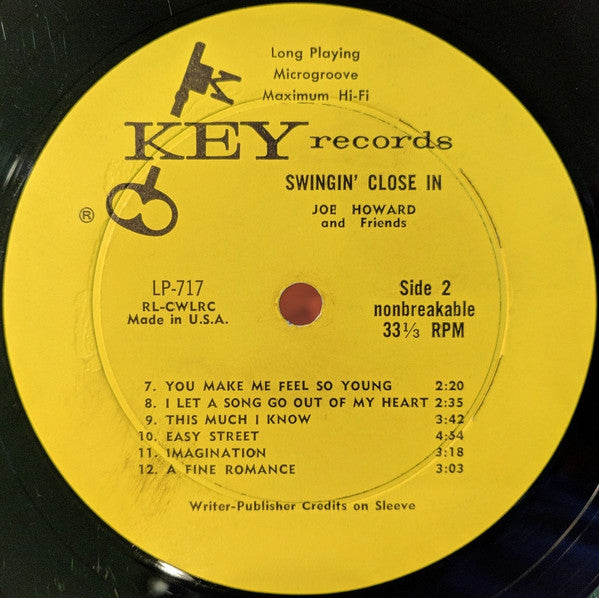 Long Playing
Microgroove
Maximum Hi-Fi
KEY records
SWINGIN' CLOSE IN
JOE HOWARD
and Friends
®
LP-717
RL-CWLRC
Made in U.S.A.
Side 2
nonbreakable
33⅓ RPM
7. YOU MAKE ME FEEL SO YOUNG 2:20
8. I LET A SONG GO OUT OF MY HEART 2:35
9. THIS MUCH I KNOW 3:42
10. EASY STREET 4:54
11. IMAGINATION 3:18
12. A FINE ROMANCE 3:03
Writer-Publisher Credits on Sleeve